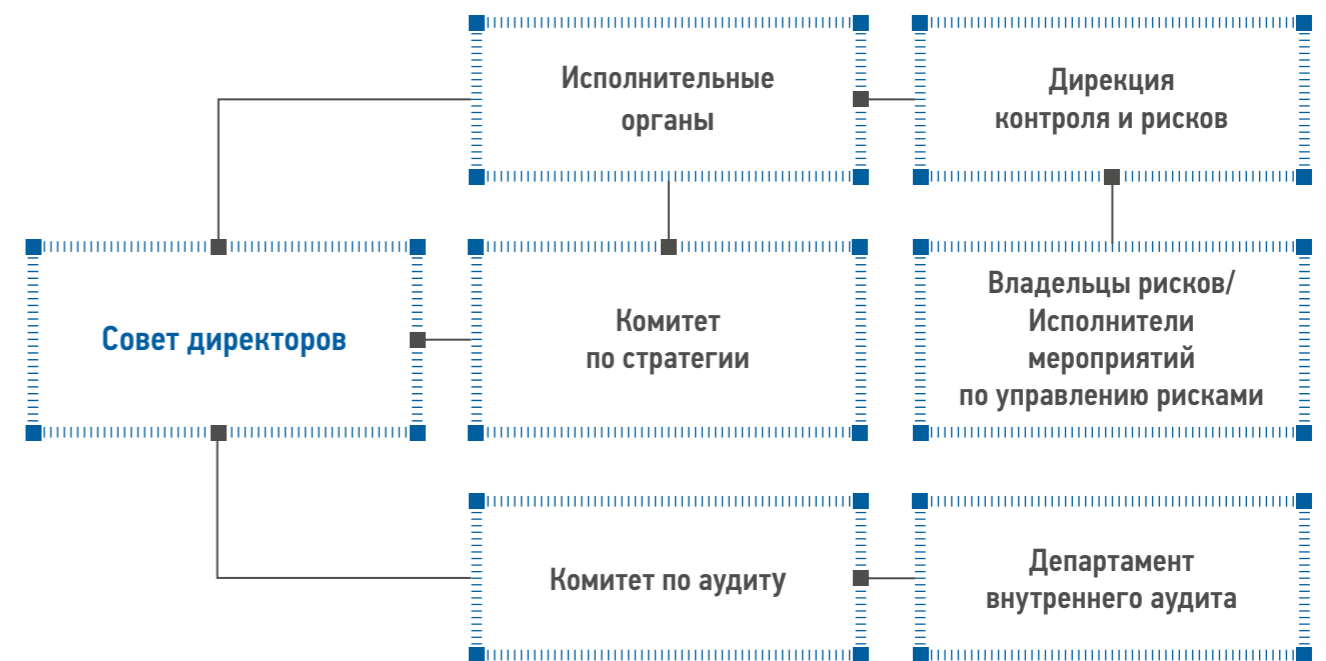 Исполнительные
органы
Дирекция
контроля и рисков
Совет директоров
Комитет
по стратегии
Владельцы рисков/
Исполнители
мероприятий
по управлению рисками
Комитет по аудиту
Департамент
внутреннего аудита